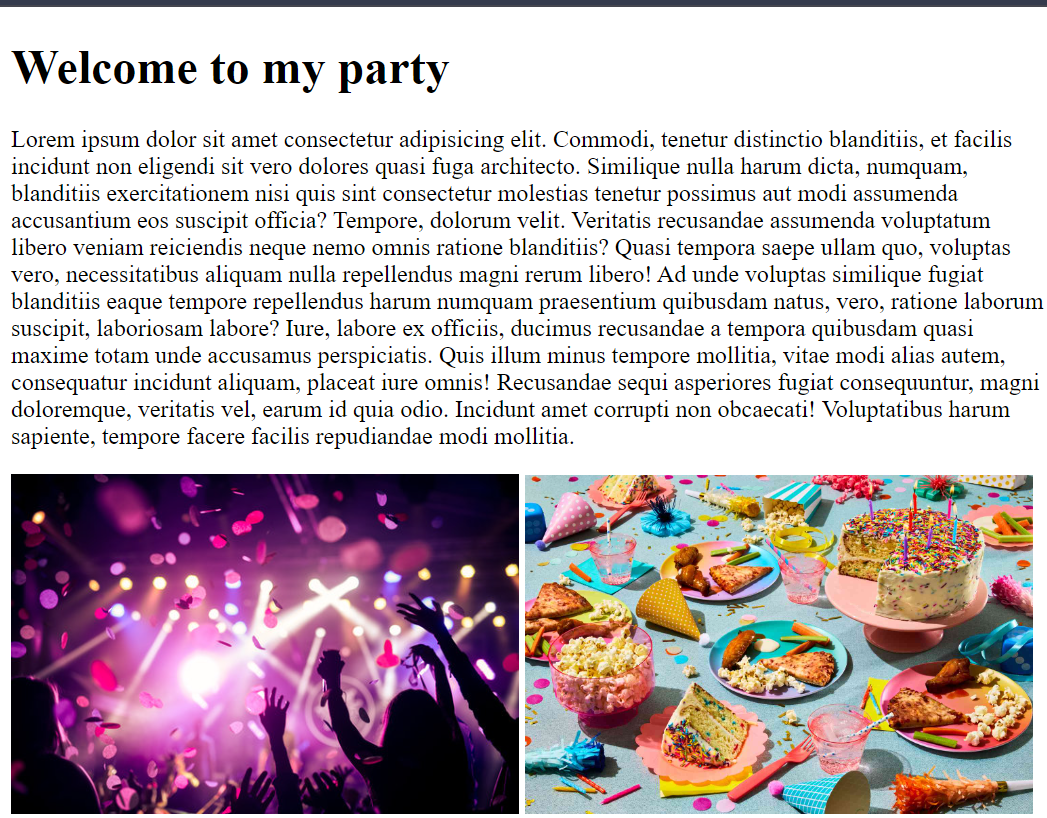 Welcome to my party
Lorem ipsum dolor sit amet consectetur adipisicing elit. Commodi, tenetur distinctio blanditiis, et facilis
incidunt non eligendi sit vero dolores quasi fuga architecto. Similique nulla harum dicta, numquam,
blanditiis exercitationem nisi quis sint consectetur molestias tenetur possimus aut modi assumenda
accusantium eos suscipit officia? Tempore, dolorum velit. Veritatis recusandae assumenda voluptatum
libero veniam reiciendis neque nemo omnis ratione blanditiis? Quasi tempora saepe ullam quo, voluptas
vero, necessitatibus aliquam nulla repellendus magni rerum libero! Ad unde voluptas similique fugiat
blanditiis eaque tempore repellendus harum numquam praesentium quibusdam natus, vero, ratione laborum
suscipit, laboriosam labore? Iure, labore ex officiis, ducimus recusandae a tempora quibusdam quasi
maxime totam unde accusamus perspiciatis. Quis illum minus tempore mollitia, vitae modi alias autem,
consequatur incidunt aliquam, placeat iure omnis! Recusandae sequi asperiores fugiat consequuntur, magni
doloremque, veritatis vel, earum id quia odio. Incidunt amet corrupti non obcaecati! Voluptatibus harum
sapiente, tempore facere facilis repudiandae modi mollitia.